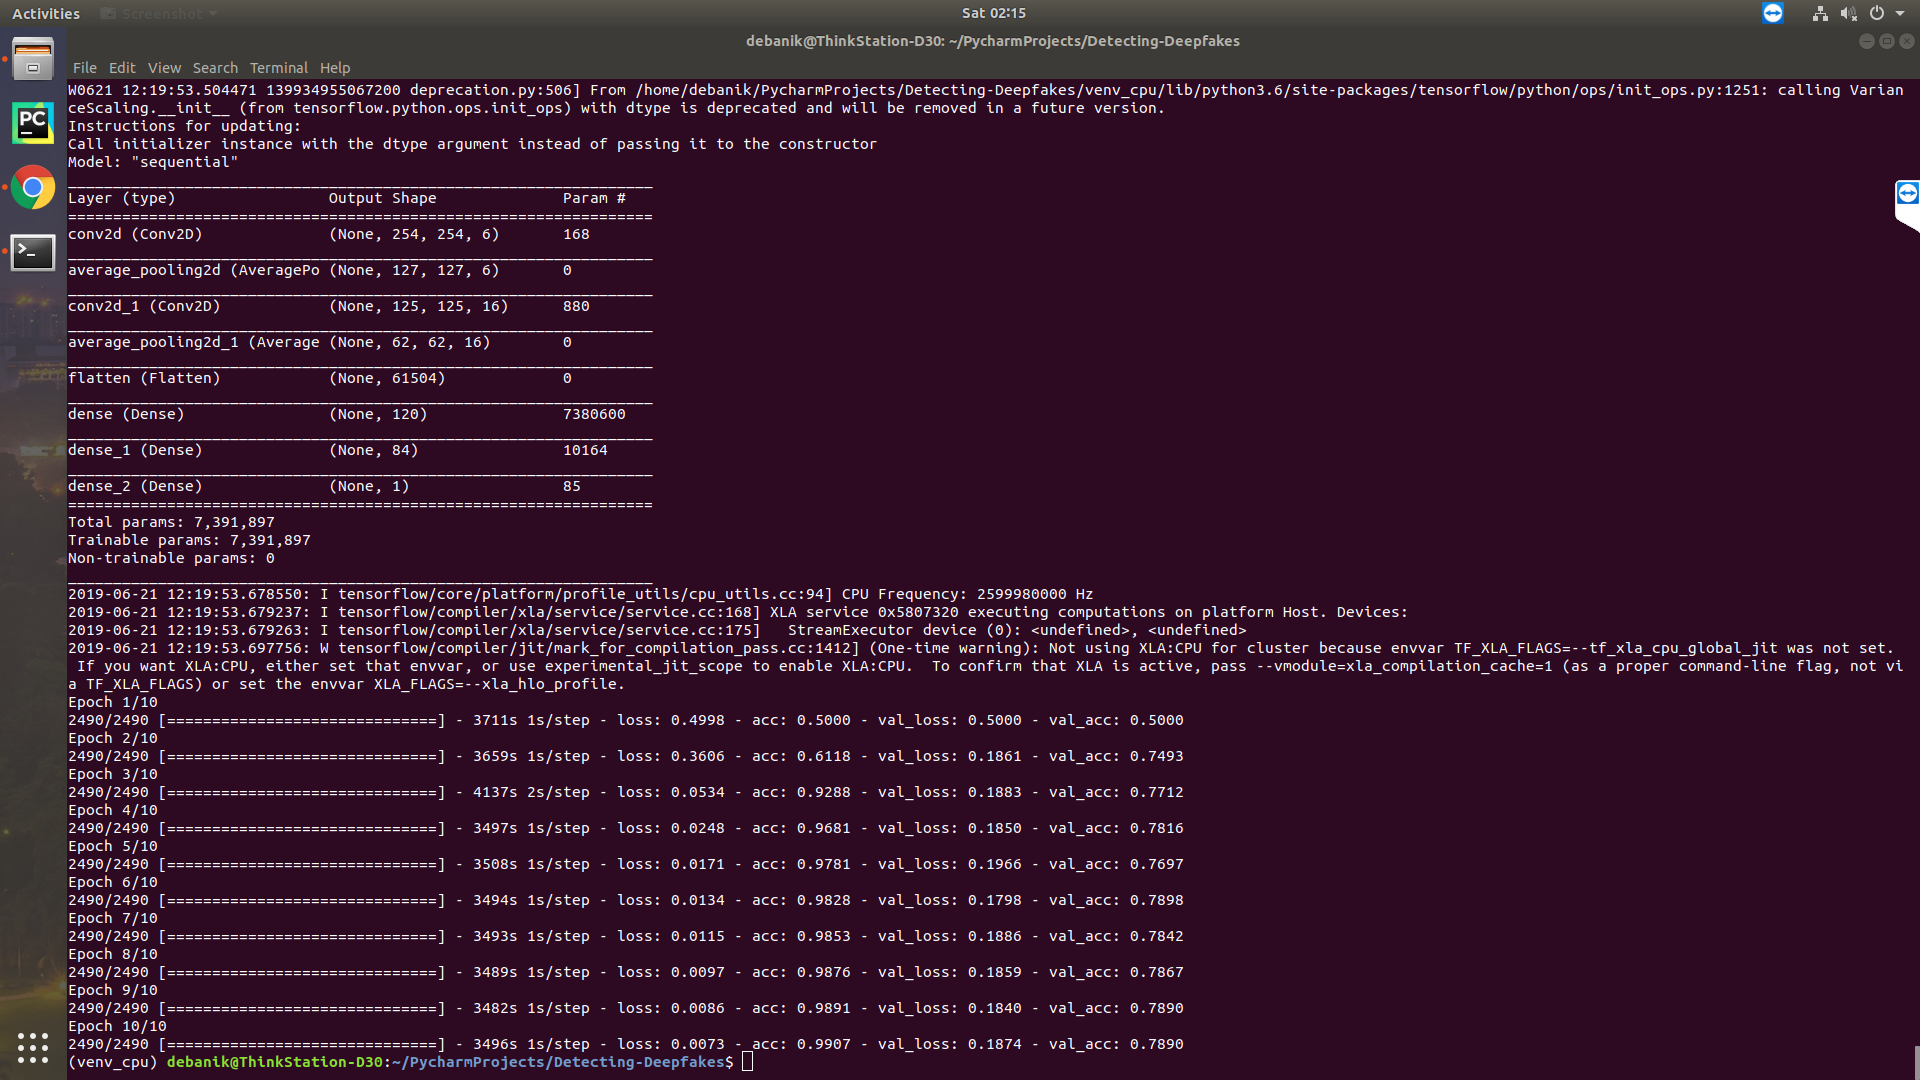 Activities
Screenshot
Sat 02:15
debanik@ThinkStation-D30: ~/PycharmProjects/Detecting-Deepfakes
File Edit View Search Terminal Help
PC
W0621 12:19:53.504471 139934955067200 deprecation.py:506] From /home/debanik/PycharmProjects/Detecting-Deepfakes/venv_cpu/lib/python3.6/site-packages/tensorflow/python/ops/init_ops.py:1251: calling Varian
ceScaling.__init__ (from tensorflow.python.ops.init_ops) with dtype is deprecated and will be removed in a future version.
Instructions for updating:
Call initializer instance with the dtype argument instead of passing it to the constructor
Model: "sequential"
_________________________________________________________________
Layer (type)                 Output Shape              Param #
=================================================================
conv2d (Conv2D)              (None, 254, 254, 6)       168
_________________________________________________________________
average_pooling2d (AveragePo (None, 127, 127, 6)       0
_________________________________________________________________
conv2d_1 (Conv2D)            (None, 125, 125, 16)      880
_________________________________________________________________
average_pooling2d_1 (Average (None, 62, 62, 16)        0
_________________________________________________________________
flatten (Flatten)            (None, 61504)             0
_________________________________________________________________
dense (Dense)                (None, 120)               7380600
_________________________________________________________________
dense_1 (Dense)              (None, 84)                10164
_________________________________________________________________
dense_2 (Dense)              (None, 1)                 85
=================================================================
Total params: 7,391,897
Trainable params: 7,391,897
Non-trainable params: 0
_________________________________________________________________
2019-06-21 12:19:53.678550: I tensorflow/core/platform/profile_utils/cpu_utils.cc:94] CPU Frequency: 2599980000 Hz
2019-06-21 12:19:53.679237: I tensorflow/compiler/xla/service/service.cc:168] XLA service 0x5807320 executing computations on platform Host. Devices:
2019-06-21 12:19:53.679263: I tensorflow/compiler/xla/service/service.cc:175]   StreamExecutor device (0): <undefined>, <undefined>
2019-06-21 12:19:53.697756: W tensorflow/compiler/jit/mark_for_compilation_pass.cc:1412] (One-time warning): Not using XLA:CPU for cluster because envvar TF_XLA_FLAGS=--tf_xla_cpu_global_jit was not set.
 If you want XLA:CPU, either set that envvar, or use experimental_jit_scope to enable XLA:CPU.  To confirm that XLA is active, pass --vmodule=xla_compilation_cache=1 (as a proper command-line flag, not vi
a TF_XLA_FLAGS) or set the envvar XLA_FLAGS=--xla_hlo_profile.
Epoch 1/10
2490/2490 [==============================] - 3711s 1s/step - loss: 0.4998 - acc: 0.5000 - val_loss: 0.5000 - val_acc: 0.5000
Epoch 2/10
2490/2490 [==============================] - 3659s 1s/step - loss: 0.3606 - acc: 0.6118 - val_loss: 0.1861 - val_acc: 0.7493
Epoch 3/10
2490/2490 [==============================] - 4137s 2s/step - loss: 0.0534 - acc: 0.9288 - val_loss: 0.1883 - val_acc: 0.7712
Epoch 4/10
2490/2490 [==============================] - 3497s 1s/step - loss: 0.0248 - acc: 0.9681 - val_loss: 0.1850 - val_acc: 0.7816
Epoch 5/10
2490/2490 [==============================] - 3508s 1s/step - loss: 0.0171 - acc: 0.9781 - val_loss: 0.1966 - val_acc: 0.7697
Epoch 6/10
2490/2490 [==============================] - 3494s 1s/step - loss: 0.0134 - acc: 0.9828 - val_loss: 0.1798 - val_acc: 0.7898
Epoch 7/10
2490/2490 [==============================] - 3493s 1s/step - loss: 0.0115 - acc: 0.9853 - val_loss: 0.1886 - val_acc: 0.7842
Epoch 8/10
2490/2490 [==============================] - 3489s 1s/step - loss: 0.0097 - acc: 0.9876 - val_loss: 0.1859 - val_acc: 0.7867
Epoch 9/10
2490/2490 [==============================] - 3482s 1s/step - loss: 0.0086 - acc: 0.9891 - val_loss: 0.1840 - val_acc: 0.7890
Epoch 10/10
2490/2490 [==============================] - 3496s 1s/step - loss: 0.0073 - acc: 0.9907 - val_loss: 0.1874 - val_acc: 0.7890
(venv_cpu) debanik@ThinkStation-D30:~/PycharmProjects/Detecting-Deepfakes$